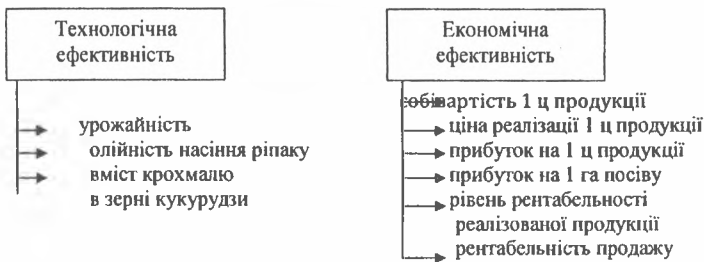 Технологічна
ефективність
урожайність
олійність насіння ріпаку
вміст крохмалю
в зерні кукурудзи
Економічна
ефективність
собівартість 1 ц продукції
ціна реалізації 1 ц продукції
прибуток на 1 ц продукції
прибуток на 1 га посіву
рівень рентабельності
реалізованої продукції
рентабельність продажу